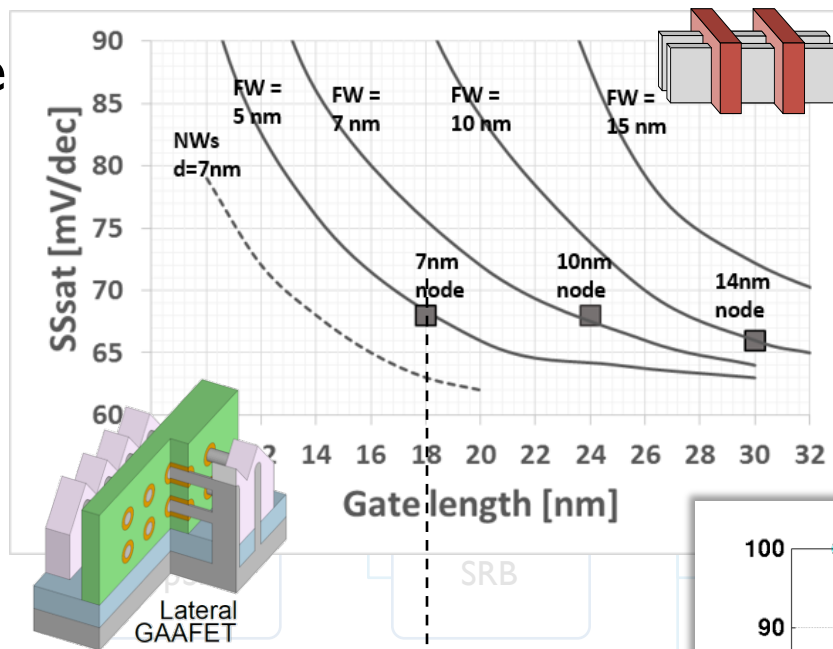 e
90
85
80
75
70
65
60
SSsat [mV/dec]
FW =
5 nm
FW =
7 nm
FW =
10 nm
FW =
15 nm
NWs
d=7nm
7nm
node
10nm
node
14nm
node
14
16
18
20
22
24
26
28
30
32
Gate length [nm]
SRB
Lateral
GAAFET
100
90